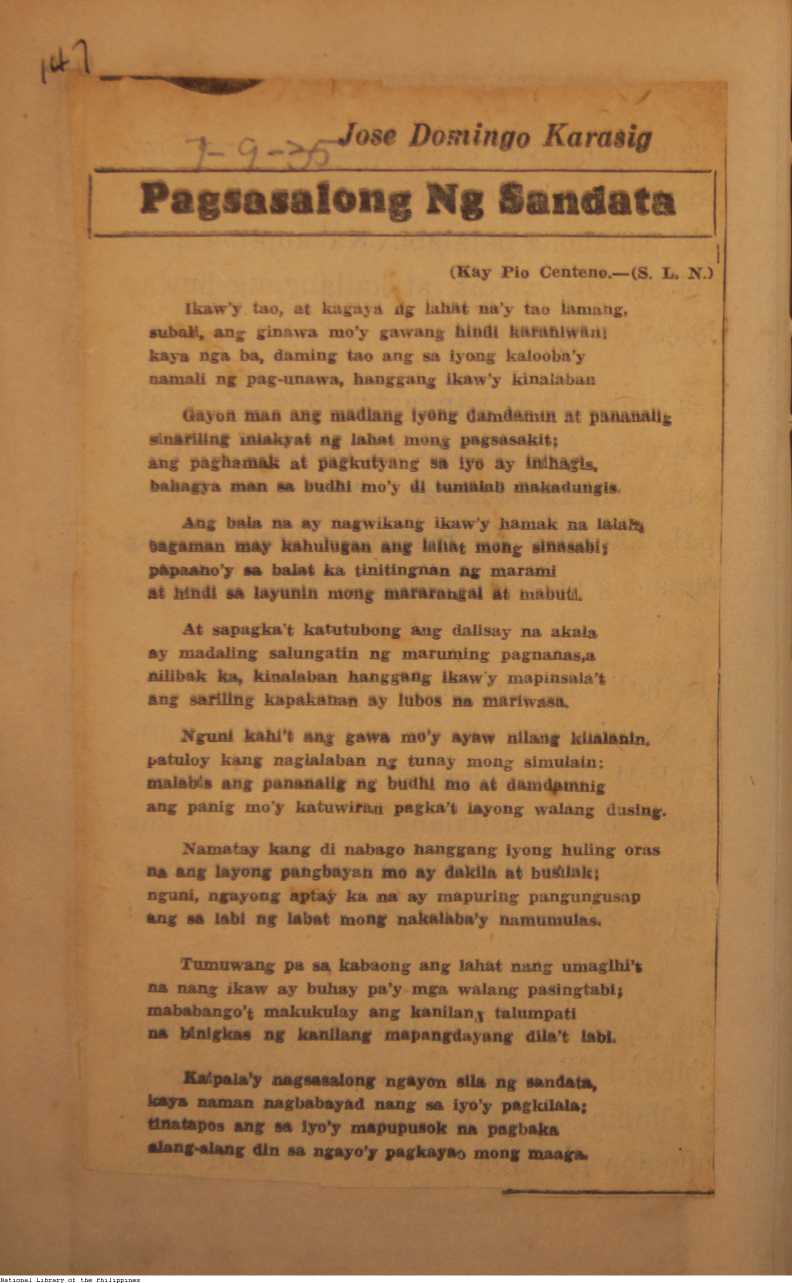 147
Jose Domingo Karasig
7-9-35
Pagsasalong Ng Sandata
(Kay Pio Centeno.—(S. L. N.)
Ikaw'y tao, at kagaya ng lahat na'y tao lamang,
subali, ang ginawa mo'y gawang hindi karaniwan;
kaya nga ba, daming tao ang sa iyong kalooba'y
namali ng pag-unawa, hanggang ikaw'y kinalaban
Gayon man ang madlang iyong damdamin at pananalig
sinariling iniakyat ng lahat mong pagsasakit;
ang paghamak at pagkutyang sa iyo ay inihagis,
bahagya man sa budhi mo'y di tumalab makadungis.
Ang bala na ay nagwikang ikaw'y hamak na lalaki,
bagaman may kahulugan ang lahat mong sinasabi;
papaano'y sa balat ka tinitingnan ng marami
at hindi sa layunin mong mararangal at mabuti.
At sapagka't katutubong ang dalisay na akala
ay madaling salungatin ng maruming pagnanas,a
nilibak ka, kinalaban hanggang ikaw'y mapinsala't
ang sariling kapakanan ay lubos na mariwasa.
Nguni kahi't ang gawa mo'y ayaw nilang kilalanin,
patuloy kang naglalaban ng tunay mong simulain;
malabis ang pananalig ng budhi mo at damdamnig
ang panig mo'y katuwiran pagka't layong walang dusing.
Namatay kang di nabago hanggang iyong huling oras
na ang layong pangbayan mo ay dakila at busilak;
nguni, ngayong aptay ka na ay mapuring pangungusap
ang sa labi ng labat mong nakalaba'y namumulas.
Tumuwang pa sa kabaong ang lahat nang umaglhi't
na nang ikaw ay buhay pa'y mga walang pasingtabi;
mababango't makukulay ang kanilang talumpati
na binigkas ng kanilang mapangdayang dila't labi.
Kaipala'y nagsasalong ngayon sila ng sandata,
kaya naman nagbabayad nang sa iyo'y pagkilala;
tinatapos ang sa iyo'y mapupusok na pagbaka
alang-alang din sa ngayo'y pagkayao mong maaga.
National Library of the Philippines